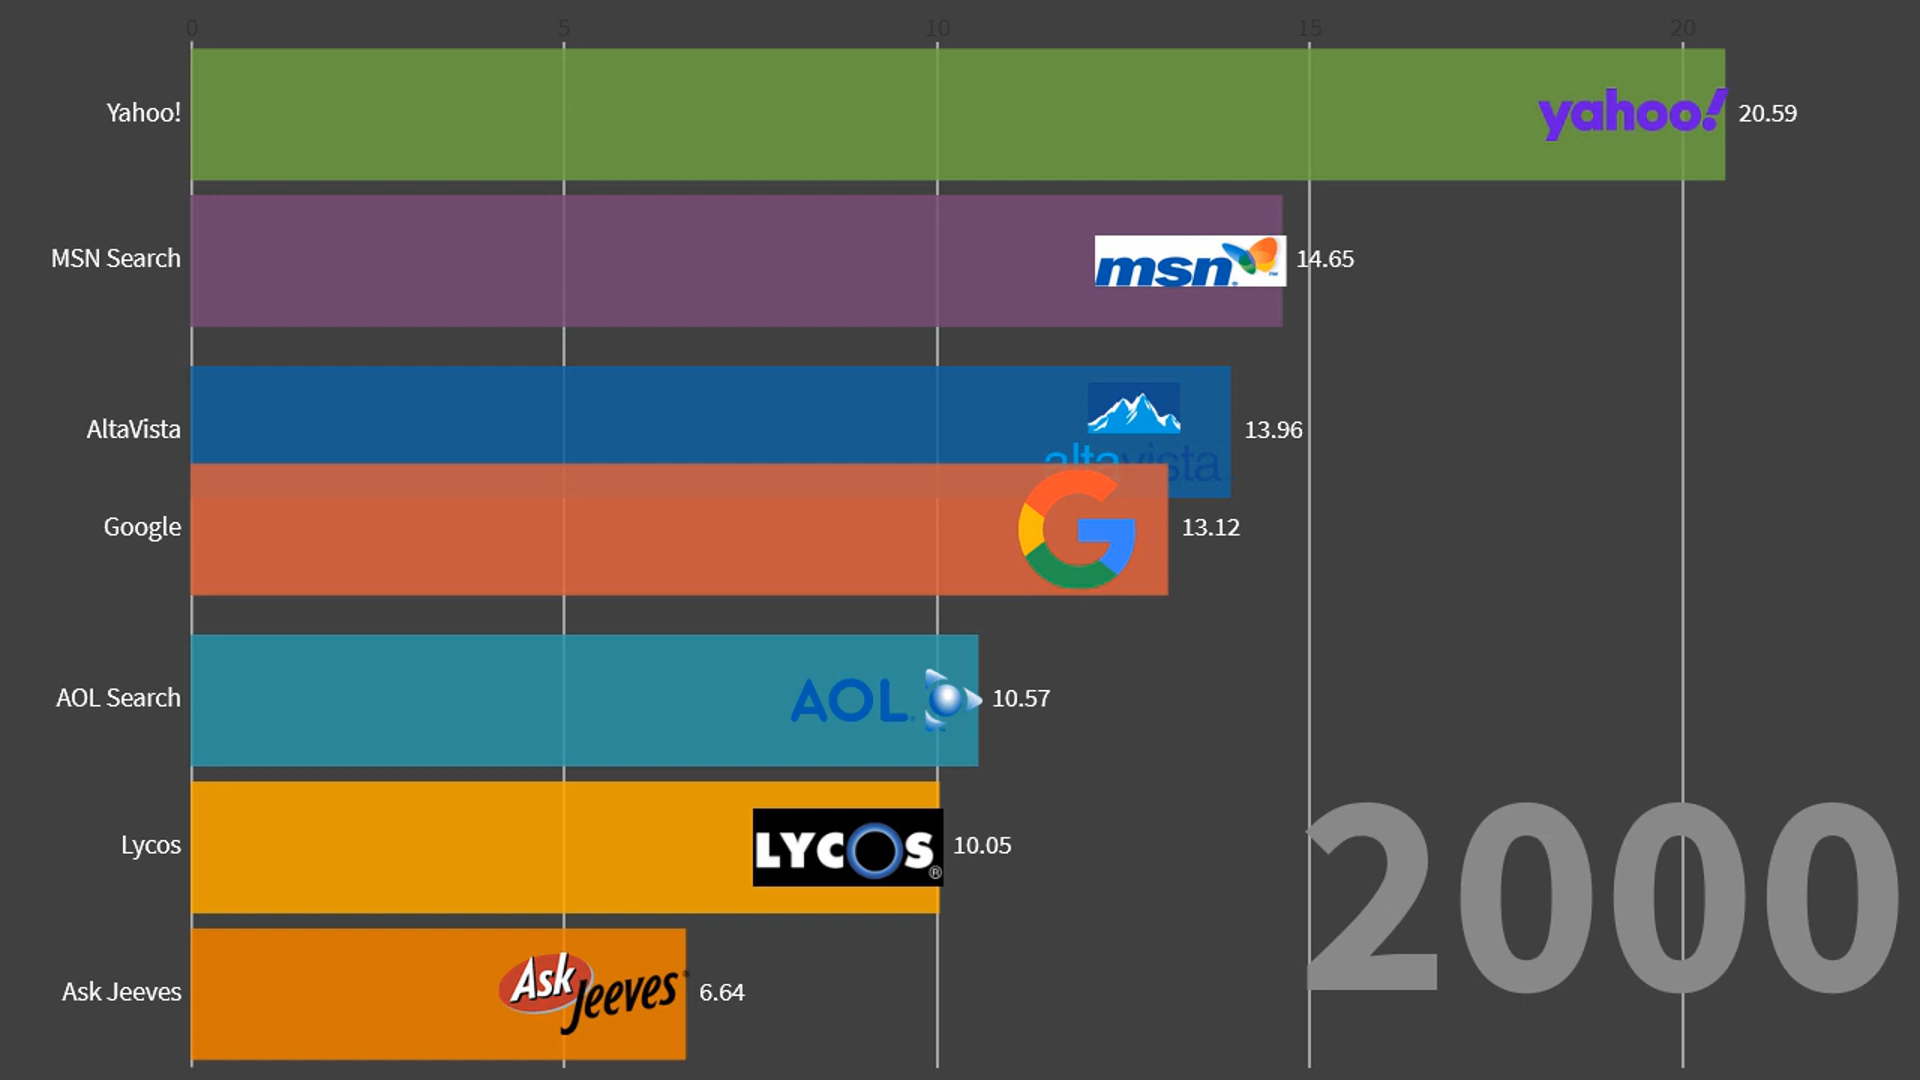 0 5 10 15 20
Yahoo! yahoo! 20.59
MSN Search msn 14.65
AltaVista altavista 13.96
Google G 13.12
AOL Search AOL 10.57
Lycos LYCOS® 10.05
Ask Jeeves Ask Jeeves 6.64
2000